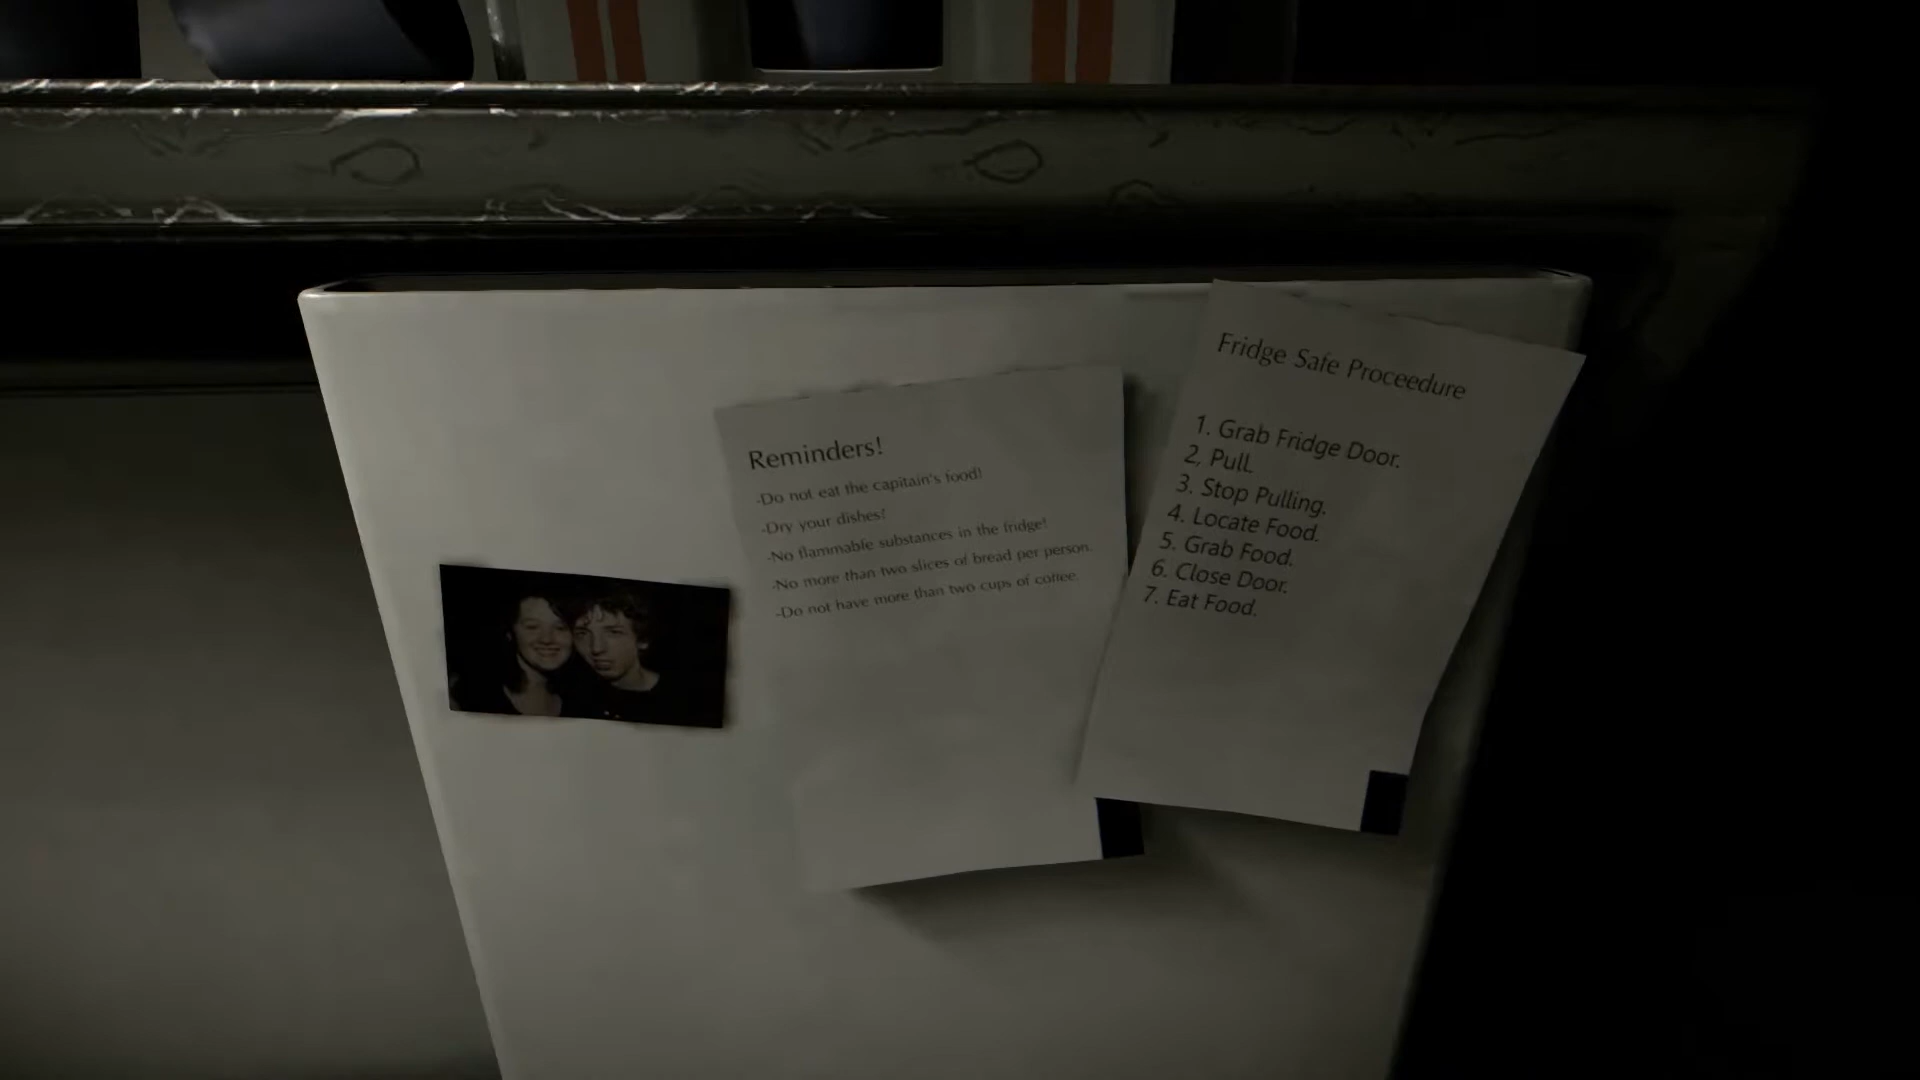 Reminders!
-Do not eat the capitain's food!
-Dry your dishes!
-No flammable substances in the fridge!
-No more than two slices of bread per person.
-Do not have more than two cups of coffee.
Fridge Safe Proceedure
1. Grab Fridge Door.
2, Pull.
3. Stop Pulling.
4. Locate Food.
5. Grab Food.
6. Close Door.
7. Eat Food.